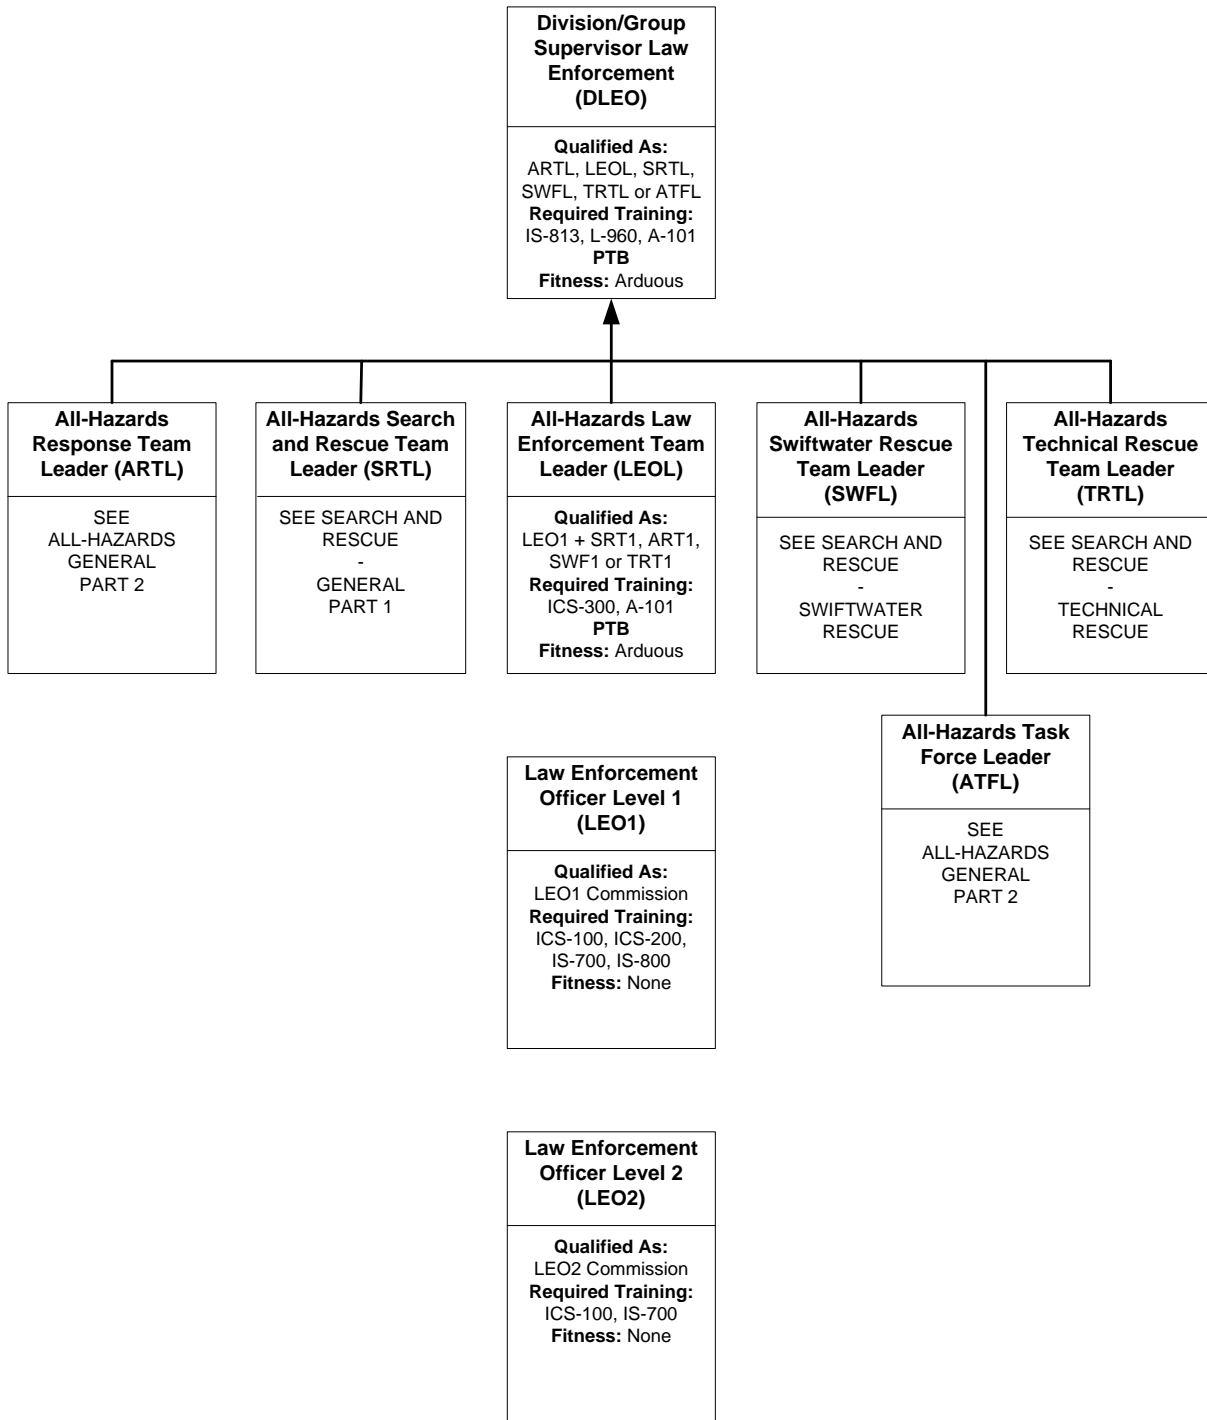 Division/Group
Supervisor Law
Enforcement
(DLEO)
Qualified As:
ARTL, LEOL, SRTL,
SWFL, TRTL or ATFL
Required Training:
IS-813, L-960, A-101
PTB
Fitness: Arduous
All-Hazards
Response Team
Leader (ARTL)
SEE
ALL-HAZARDS
GENERAL
PART 2
All-Hazards Search
and Rescue Team
Leader (SRTL)
SEE SEARCH AND
RESCUE
-
GENERAL
PART 1
All-Hazards Law
Enforcement Team
Leader (LEOL)
Qualified As:
LEO1 + SRT1, ART1,
SWF1 or TRT1
Required Training:
ICS-300, A-101
PTB
Fitness: Arduous
All-Hazards
Swiftwater Rescue
Team Leader
(SWFL)
SEE SEARCH AND
RESCUE
-
SWIFTWATER
RESCUE
All-Hazards
Technical Rescue
Team Leader
(TRTL)
SEE SEARCH AND
RESCUE
-
TECHNICAL
RESCUE
All-Hazards Task
Force Leader
(ATFL)
SEE
ALL-HAZARDS
GENERAL
PART 2
Law Enforcement
Officer Level 1
(LEO1)
Qualified As:
LEO1 Commission
Required Training:
ICS-100, ICS-200,
IS-700, IS-800
Fitness: None
Law Enforcement
Officer Level 2
(LEO2)
Qualified As:
LEO2 Commission
Required Training:
ICS-100, IS-700
Fitness: None